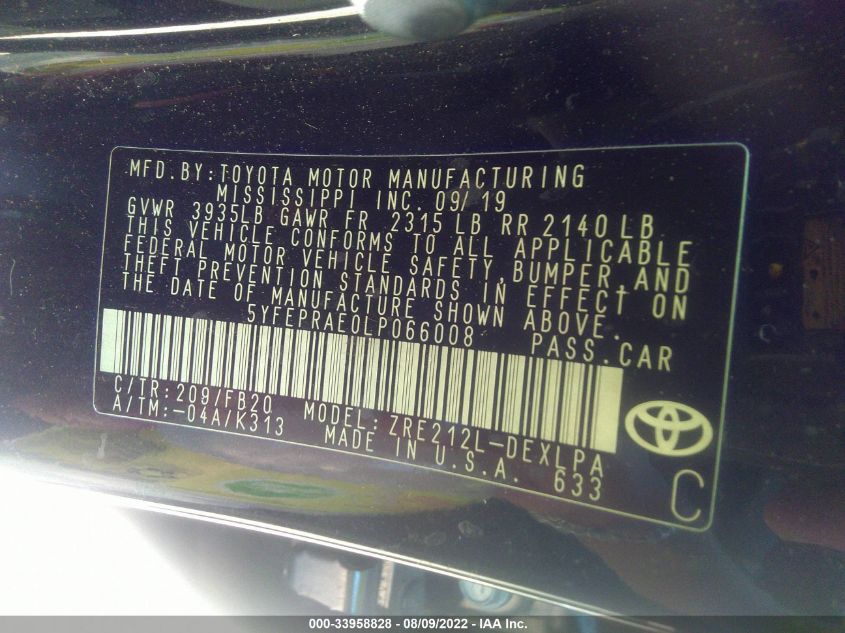 MFD.BY:TOYOTA MOTOR MANUFACTURING
MISSISSIPPI INC. 09/19
GVWR 3935LB GAWR FR 2315 LB RR 2140 LB
THIS VEHICLE CONFORMS TO ALL APPLICABLE
FEDERAL MOTOR VEHICLE SAFETY, BUMPER, AND
THEFT PREVENTION STANDARDS IN EFFECT ON
THE DATE OF MANUFACTURE SHOWN ABOVE.
5YFEPRAE0LP066008 PASS.CAR
C/TR:209/FB20 MODEL:ZRE212L-DEXLPA
A/TM:-04A/K313 MADE IN U.S.A. 633
C
000-33958828 - 08/09/2022 - IAA Inc.